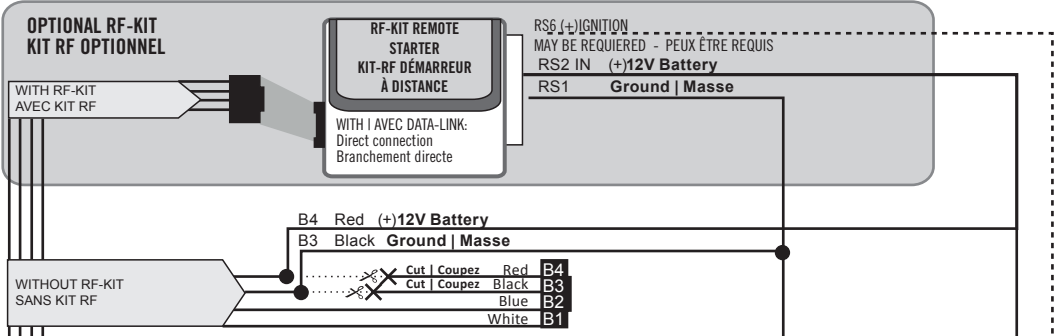 OPTIONAL RF-KIT
KIT RF OPTIONNEL
RF-KIT REMOTE
STARTER
KIT-RF DÉMARREUR
À DISTANCE
WITH | AVEC DATA-LINK:
Direct connection
Branchement directe
RS6 (+)IGNITION
MAY BE REQUIERED - PEUX ÊTRE REQUIS
RS2 IN (+)12V Battery
RS1 Ground | Masse
WITH RF-KIT
AVEC KIT RF
B4 Red (+)12V Battery
B3 Black Ground | Masse
WITHOUT RF-KIT
SANS KIT RF
Cut | Coupez Red B4
Cut | Coupez Black B3
Blue B2
White B1